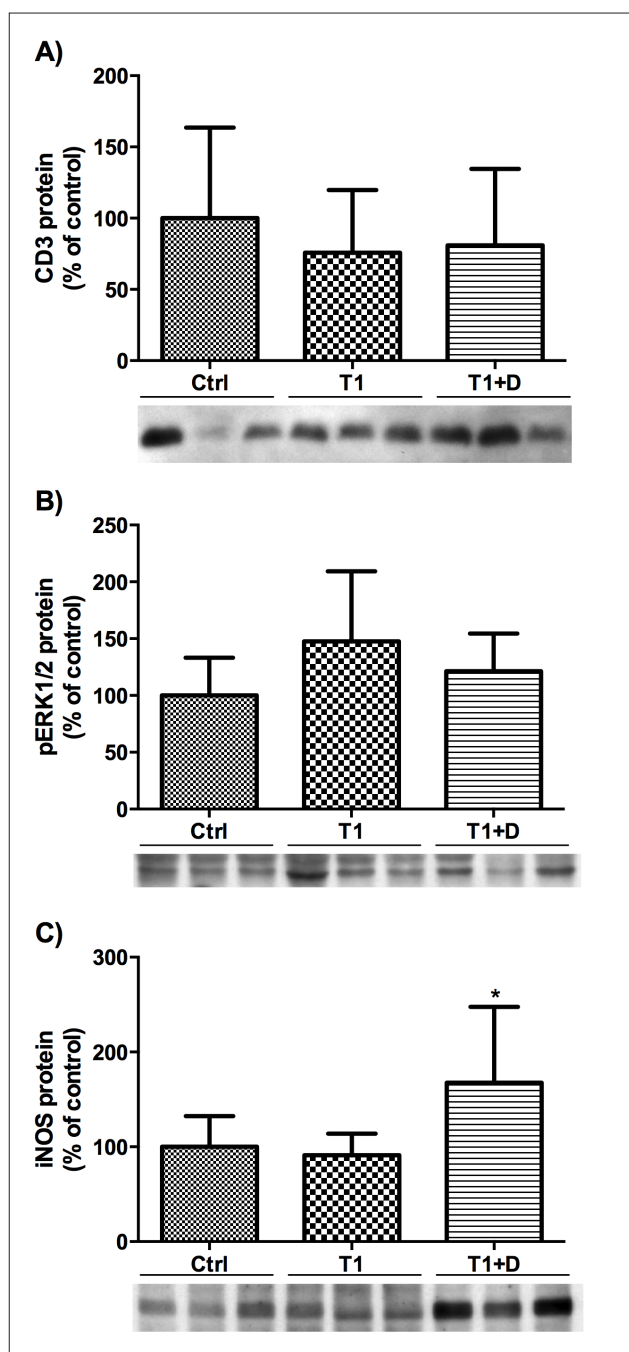 A)
CD3 protein
(% of control)
200
150
100
50
0
Ctrl
T1
T1+D
B)
pERK1/2 protein
(% of control)
250
200
150
100
50
0
Ctrl
T1
T1+D
C)
iNOS protein
(% of control)
300
200
100
0
*
Ctrl
T1
T1+D